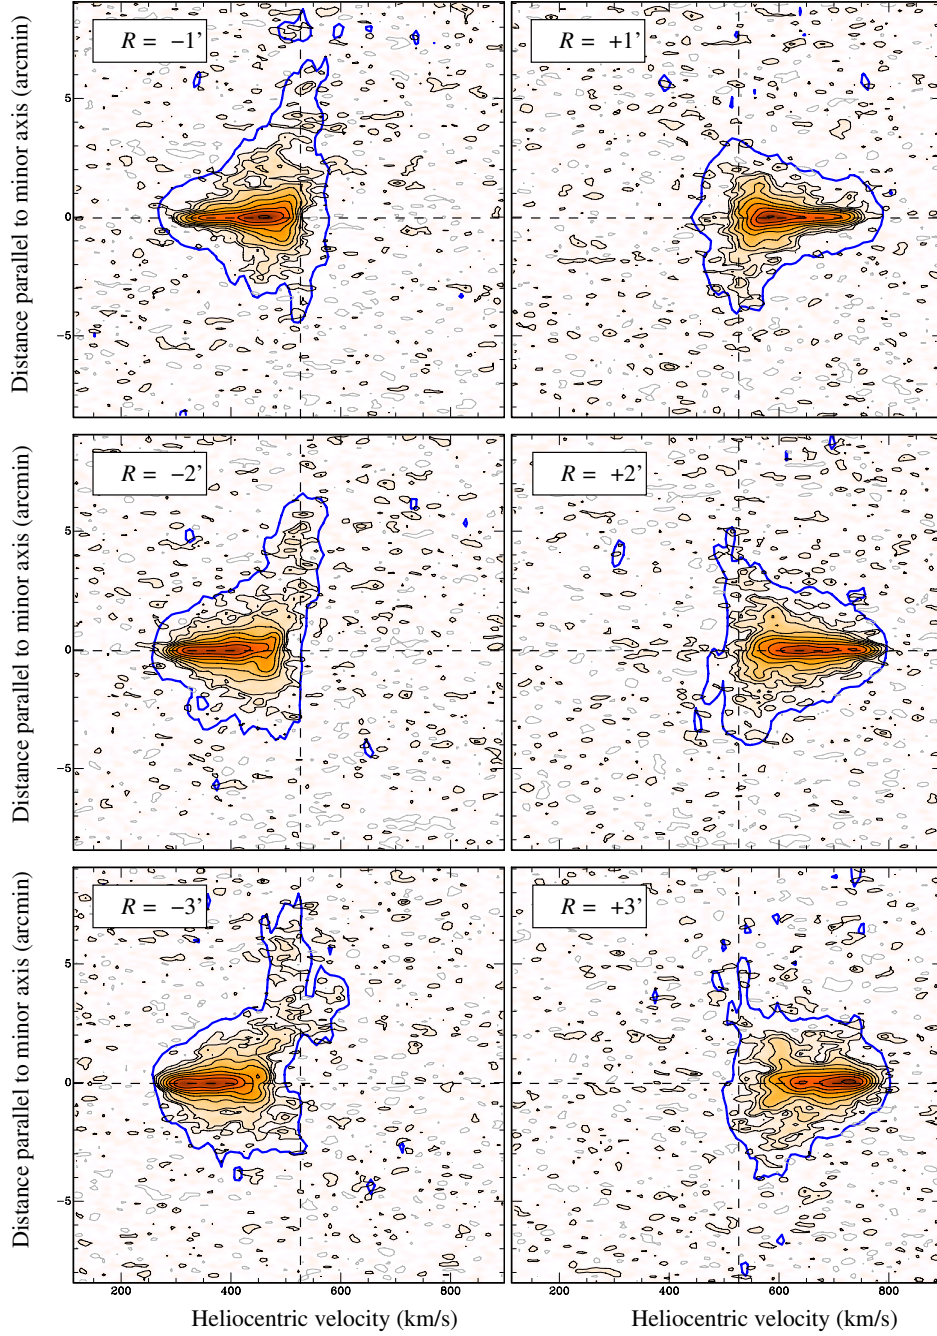 R = −1'
R = +1'
Distance parallel to minor axis (arcmin)
5
0
−5
R = −2'
R = +2'
Distance parallel to minor axis (arcmin)
5
0
−5
R = −3'
R = +3'
Distance parallel to minor axis (arcmin)
5
0
−5
200 400 600 800 200 400 600 800
Heliocentric velocity (km/s) Heliocentric velocity (km/s)